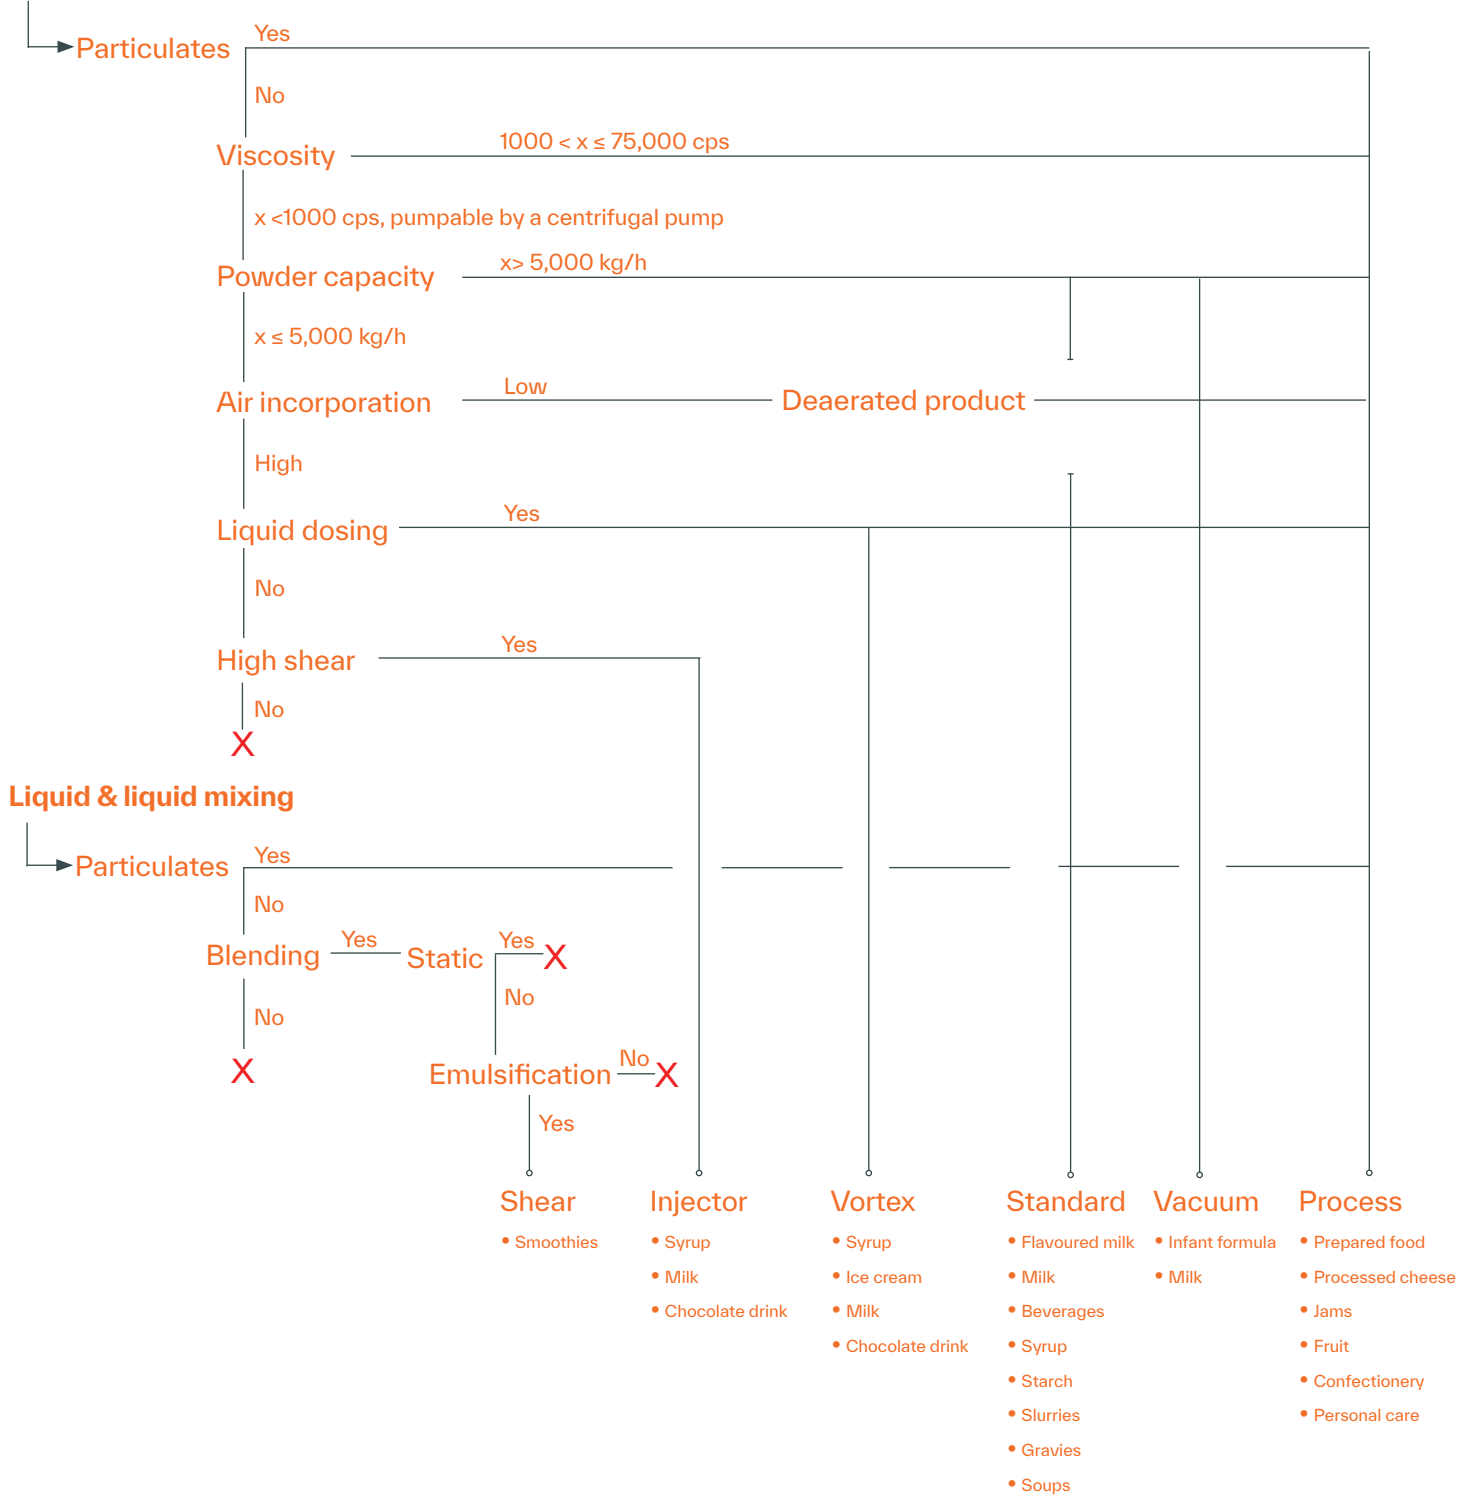 Yes
Particulates
No
1000 < x ≤ 75,000 cps
Viscosity
x <1000 cps, pumpable by a centrifugal pump
x> 5,000 kg/h
Powder capacity
x ≤ 5,000 kg/h
Low
Air incorporation
Deaerated product
High
Yes
Liquid dosing
No
Yes
High shear
No
X
Liquid & liquid mixing
Yes
Particulates
No
Yes
Blending
Static
Yes
X
No
No
X
Emulsification
No
X
Yes
Shear
• Smoothies
Injector
• Syrup
• Milk
• Chocolate drink
Vortex
• Syrup
• Ice cream
• Milk
• Chocolate drink
Standard
• Flavoured milk
• Milk
• Beverages
• Syrup
• Starch
• Slurries
• Gravies
• Soups
Vacuum
• Infant formula
• Milk
Process
• Prepared food
• Processed cheese
• Jams
• Fruit
• Confectionery
• Personal care